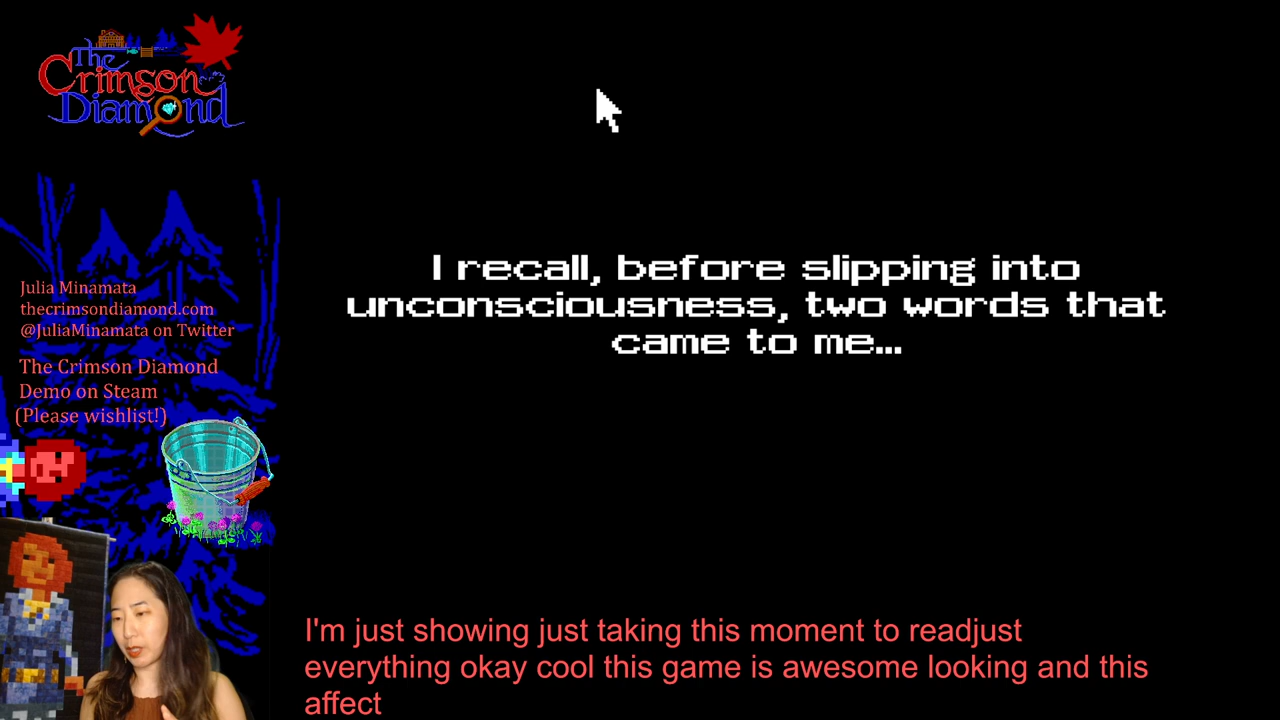 The
Crimson
Diamond
I recall, before slipping into
unconsciousness, two words that
came to me...
Julia Minamata
thecrimsondiamond.com
@JuliaMinamata on Twitter
The Crimson Diamond
Demo on Steam
(Please wishlist!)
I'm just showing just taking this moment to readjust
everything okay cool this game is awesome looking and this
affect